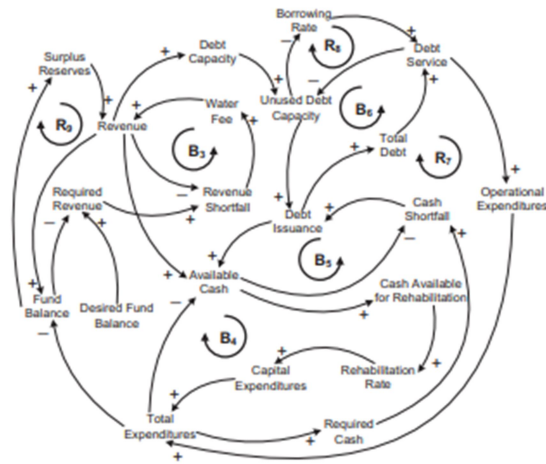 Borrowing
Rate
R8
Debt
Capacity
Debt
Service
Surplus
Reserves
Unused Debt
Capacity
Water
Fee
B6
R9
Revenue
B3
Total
Debt
R7
Required
Revenue
Revenue
Shortfall
Debt
Issuance
Cash
Shortfall
Operational
Expenditures
B5
Available
Cash
Cash Available
for Rehabilitation
Fund
Balance
Desired Fund
Balance
B4
Capital
Expenditures
Rehabilitation
Rate
Total
Expenditures
Required
Cash